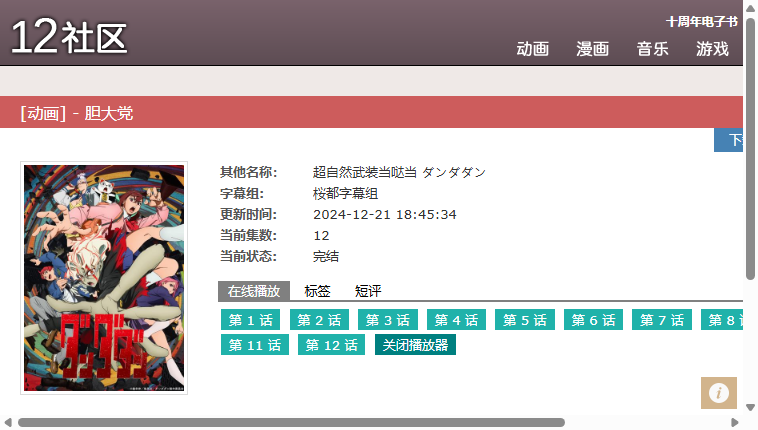 12社区
十周年电子书
动画 漫画 音乐 游戏
[动画] - 胆大党
其他名称: 超自然武装当哒当 ダンダダン
字幕组: 桜都字幕组
更新时间: 2024-12-21 18:45:34
当前集数: 12
当前状态: 完结
在线播放 标签 短评
第 1 话 第 2 话 第 3 话 第 4 话 第 5 话 第 6 话 第 7 话 第 8
第 11 话 第 12 话 关闭播放器
ダンダダン